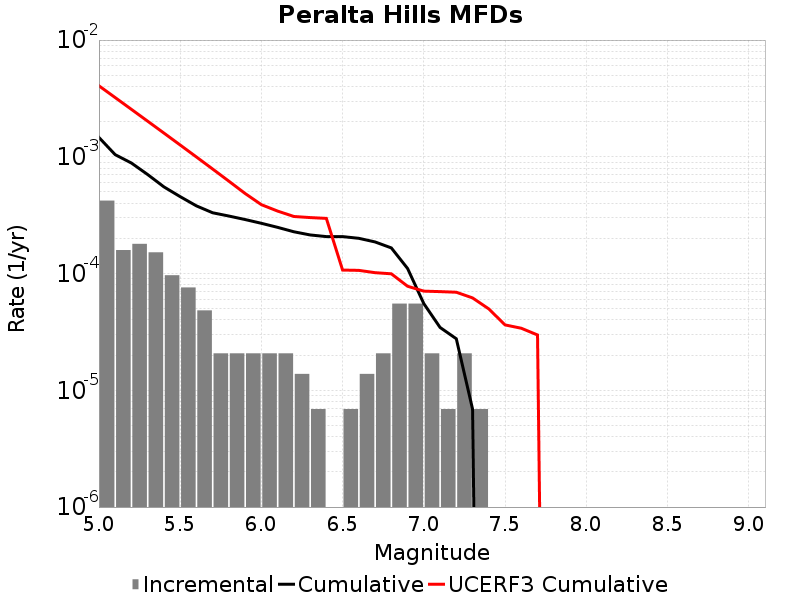 Peralta Hills MFDs
10-2
10-3
10-4
10-5
10-6
Rate (1/yr)
5.0 5.5 6.0 6.5 7.0 7.5 8.0 8.5 9.0
Magnitude
Incremental Cumulative UCERF3 Cumulative